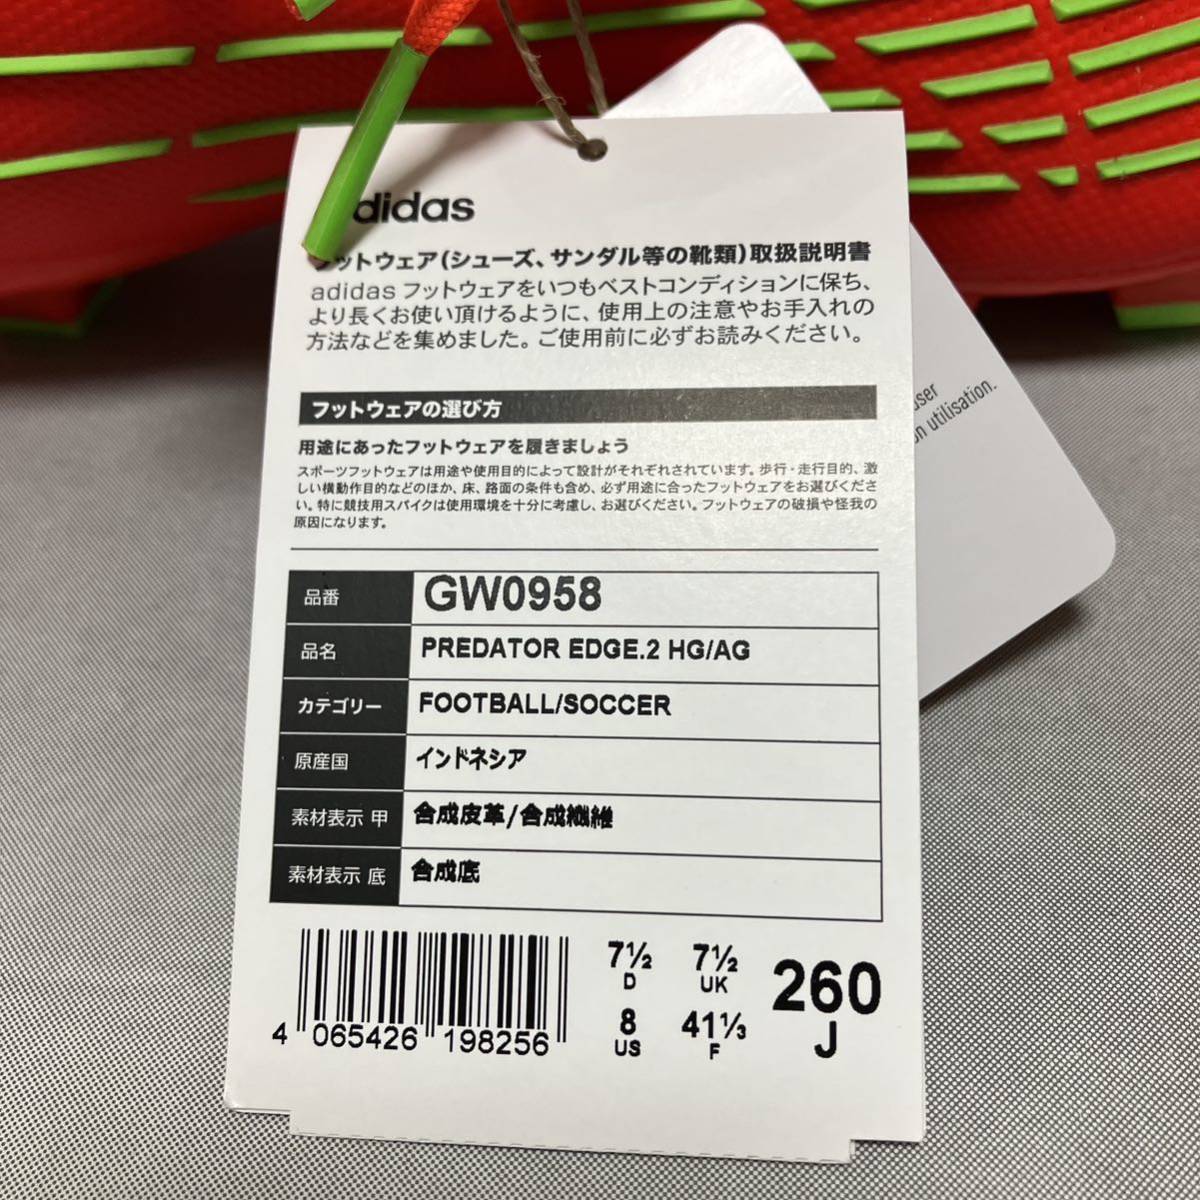 didas
フットウェア(シューズ、サンダル等の靴類)取扱説明書
adidas フットウェアをいつもベストコンディションに保ち、
より長くお使い頂けるように、使用上の注意やお手入れの
方法などを集めました。ご使用前に必ずお読みください。
フットウェアの選び方
用途にあったフットウェアを履きましょう
スポーツフットウェアは用途や使用目的によって設計がそれぞれされています。歩行・走行目的、激
しい横動作目的などのほか、床、路面の条件も含め、必ず用途に合ったフットウェアをお選びくださ
い。特に競技用スパイクは使用環境を十分に考慮し、お選びください。フットウェアの破損や怪我の
原因になります。
品番 GW0958
品名 PREDATOR EDGE.2 HG/AG
カテゴリー FOOTBALL/SOCCER
原産国 インドネシア
素材表示 甲 合成皮革/合成繊維
素材表示 底 合成底
4 065426 198256
7½ D 7½ UK
8 US 41⅓ F
260 J
user
on utilisation.